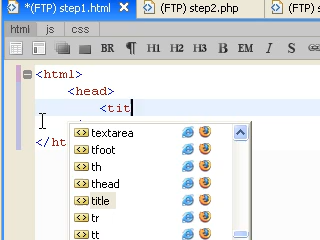 *(FTP) step1.html
(FTP) step2.php
(FTP)
html js css
B ¶ H1 H2 H3 B EM I S
<html>
<head>
<tit
</ht
textarea
tfoot
th
thead
title
tr
tt